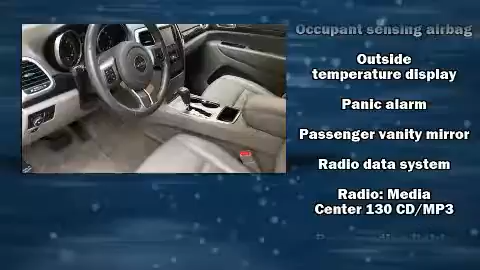 Occupant sensing airbag
Outside
temperature display
Panic alarm
Passenger vanity mirror
Radio data system
Radio: Media
Center 130 CD/MP3